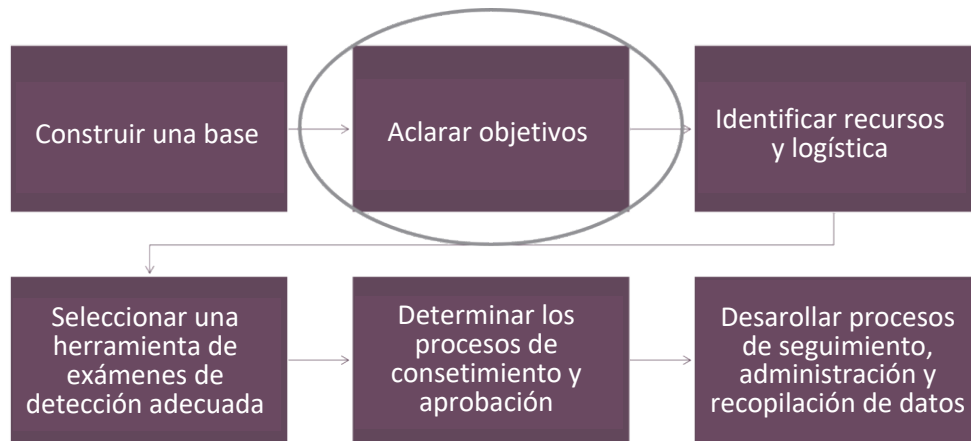 Construir una base
Aclarar objetivos
Identificar recursos
y logística
Seleccionar una
herramienta de
exámenes de
detección adecuada
Determinar los
procesos de
consetimiento y
aprobación
Desarollar procesos
de seguimiento,
administración y
recopilación de datos